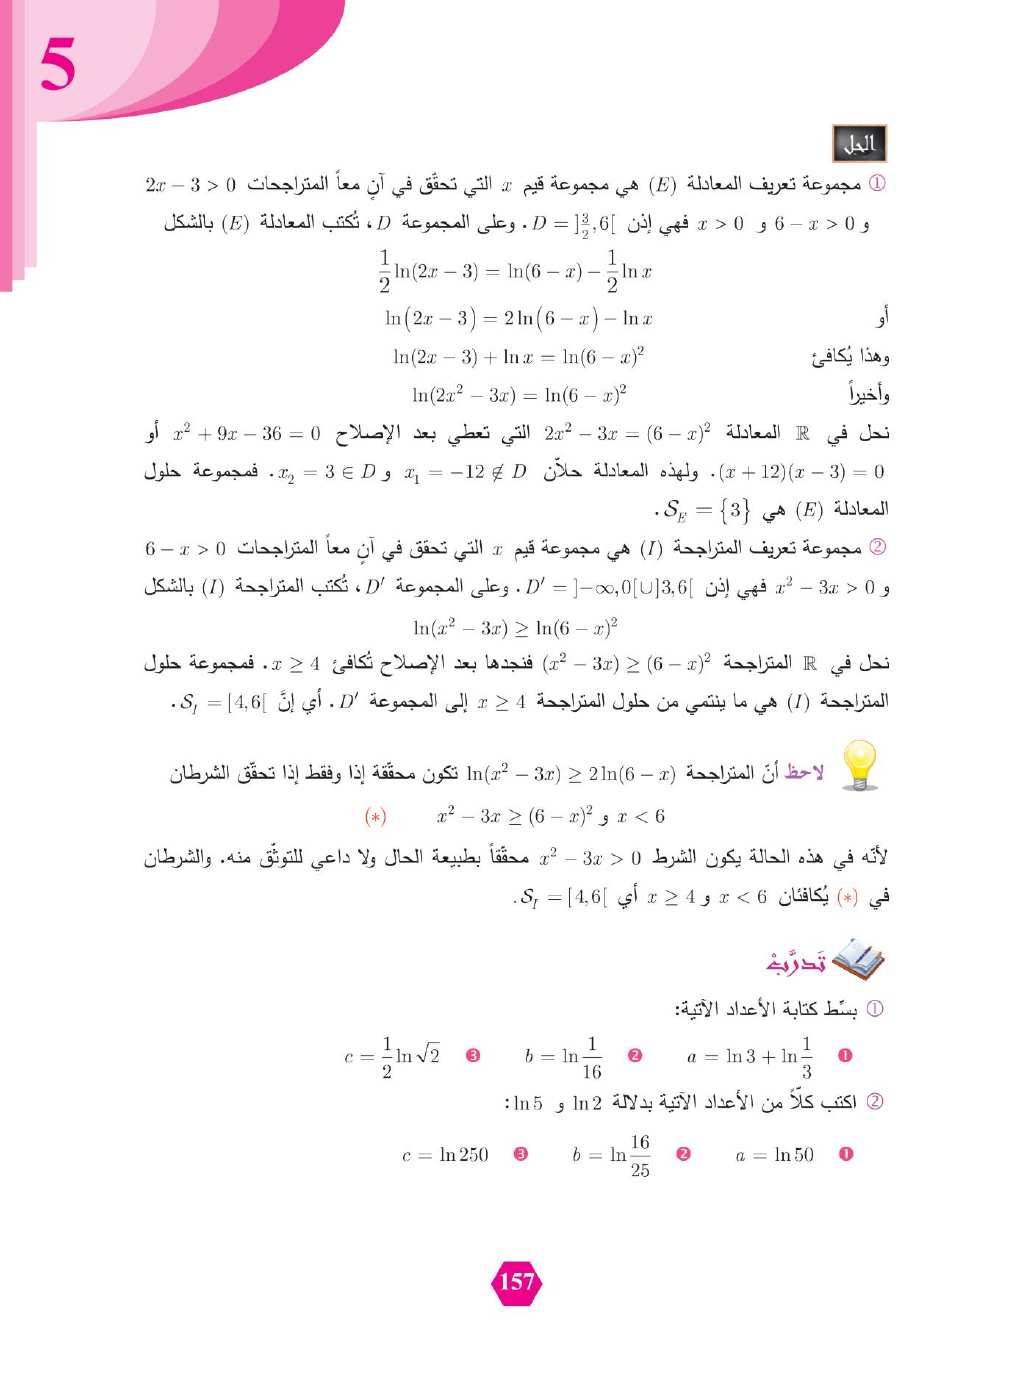 5
الحل
① مجموعة تعريف المعادلة (E) هي مجموعة قيم x التي تحقّق في آنٍ معاً المتراجحات 2x − 3 > 0
و 6 − x > 0 و x > 0 فهي إذن D = ]3/2, 6[ . وعلى المجموعة D ، تُكتب المعادلة (E) بالشكل
1/2 ln(2x − 3) = ln(6 − x) − 1/2 ln x
أو ln(2x − 3) = 2 ln(6 − x) − ln x
وهذا يُكافئ ln(2x − 3) + ln x = ln(6 − x)²
وأخيراً ln(2x² − 3x) = ln(6 − x)²
نحل في ℝ المعادلة 2x² − 3x = (6 − x)² التي تعطي بعد الإصلاح x² + 9x − 36 = 0 أو
(x + 12)(x − 3) = 0. ولهذه المعادلة حلاّن x₁ = −12 ∉ D و x₂ = 3 ∈ D . فمجموعة حلول
المعادلة (E) هي S_E = {3} .
② مجموعة تعريف المتراجحة (I) هي مجموعة قيم x التي تحقق في آنٍ معاً المتراجحات 6 − x > 0
و x² − 3x > 0 فهي إذن D′ = ]−∞,0[∪]3,6[ . وعلى المجموعة D′ ، تُكتب المتراجحة (I) بالشكل
ln(x² − 3x) ≥ ln(6 − x)²
نحل في ℝ المتراجحة (x² − 3x) ≥ (6 − x)² فنجدها بعد الإصلاح تُكافئ x ≥ 4 . فمجموعة حلول
المتراجحة (I) هي ما ينتمي من حلول المتراجحة x ≥ 4 إلى المجموعة D′ . أي إنَّ S_I = [4,6[ .
لاحظ أنّ المتراجحة ln(x² − 3x) ≥ 2 ln(6 − x) تكون محقّقة إذا وفقط إذا تحقّق الشرطان
x < 6 و x² − 3x ≥ (6 − x)² (*)
لأنّه في هذه الحالة يكون الشرط x² − 3x > 0 محقّقاً بطبيعة الحال ولا داعي للتوثّق منه. والشرطان
في (*) يُكافئان x < 6 و x ≥ 4 أي S_I = [4,6[ .
تَدرَّبْ
① بسِّط كتابة الأعداد الآتية:
❶ a = ln 3 + ln 1/3 ❷ b = ln 1/16 ❸ c = 1/2 ln √2
② اكتب كلاًّ من الأعداد الآتية بدلالة ln 2 و ln 5 :
❶ a = ln 50 ❷ b = ln 16/25 ❸ c = ln 250
157